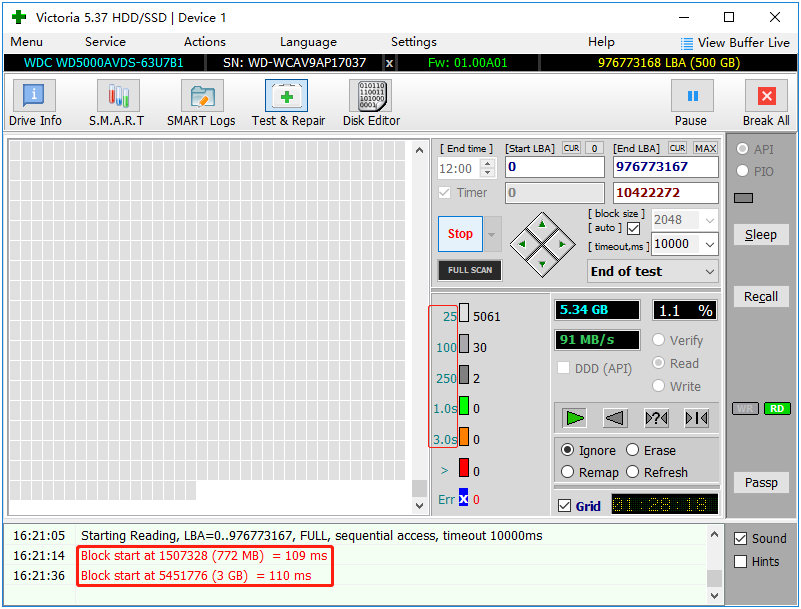 Victoria 5.37 HDD/SSD | Device 1
Menu Service Actions Language Settings Help View Buffer Live
WDC WD5000AVDS-63U7B1 SN: WD-WCAV9AP17037 x Fw: 01.00A01 976773168 LBA (500 GB)
Drive Info S.M.A.R.T SMART Logs Test & Repair Disk Editor Pause Break All
[ End time ] [Start LBA] CUR 0 [End LBA] CUR MAX
12:00 0 976773167
Timer 0 10422272
Stop
[ block size ] 2048
[ auto ]
[ timeout,ms ] 10000
FULL SCAN End of test
25 5061
100 30
250 2
1.0s 0
3.0s 0
> 0
Err x 0
5.34 GB 1.1 %
91 MB/s Verify
DDD (API) Read
Write
Ignore Erase
Remap Refresh
Grid 01:28:18
API
PIO
Sleep
Recall
WR RD
Passp
Sound
Hints
16:21:05 Starting Reading, LBA=0..976773167, FULL, sequential access, timeout 10000ms
16:21:14 Block start at 1507328 (772 MB) = 109 ms
16:21:36 Block start at 5451776 (3 GB) = 110 ms